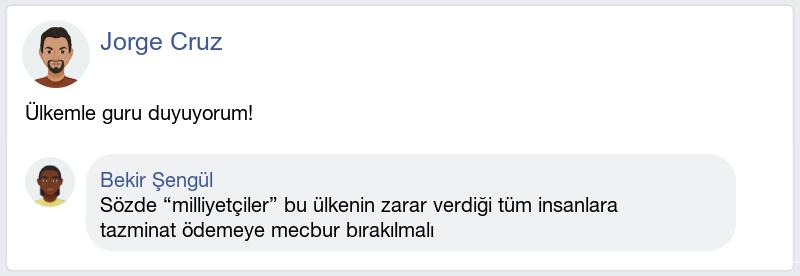 Jorge Cruz
Ülkemle guru duyuyorum!
Bekir Şengül
Sözde “milliyetçiler” bu ülkenin zarar verdiği tüm insanlara
tazminat ödemeye mecbur bırakılmalı